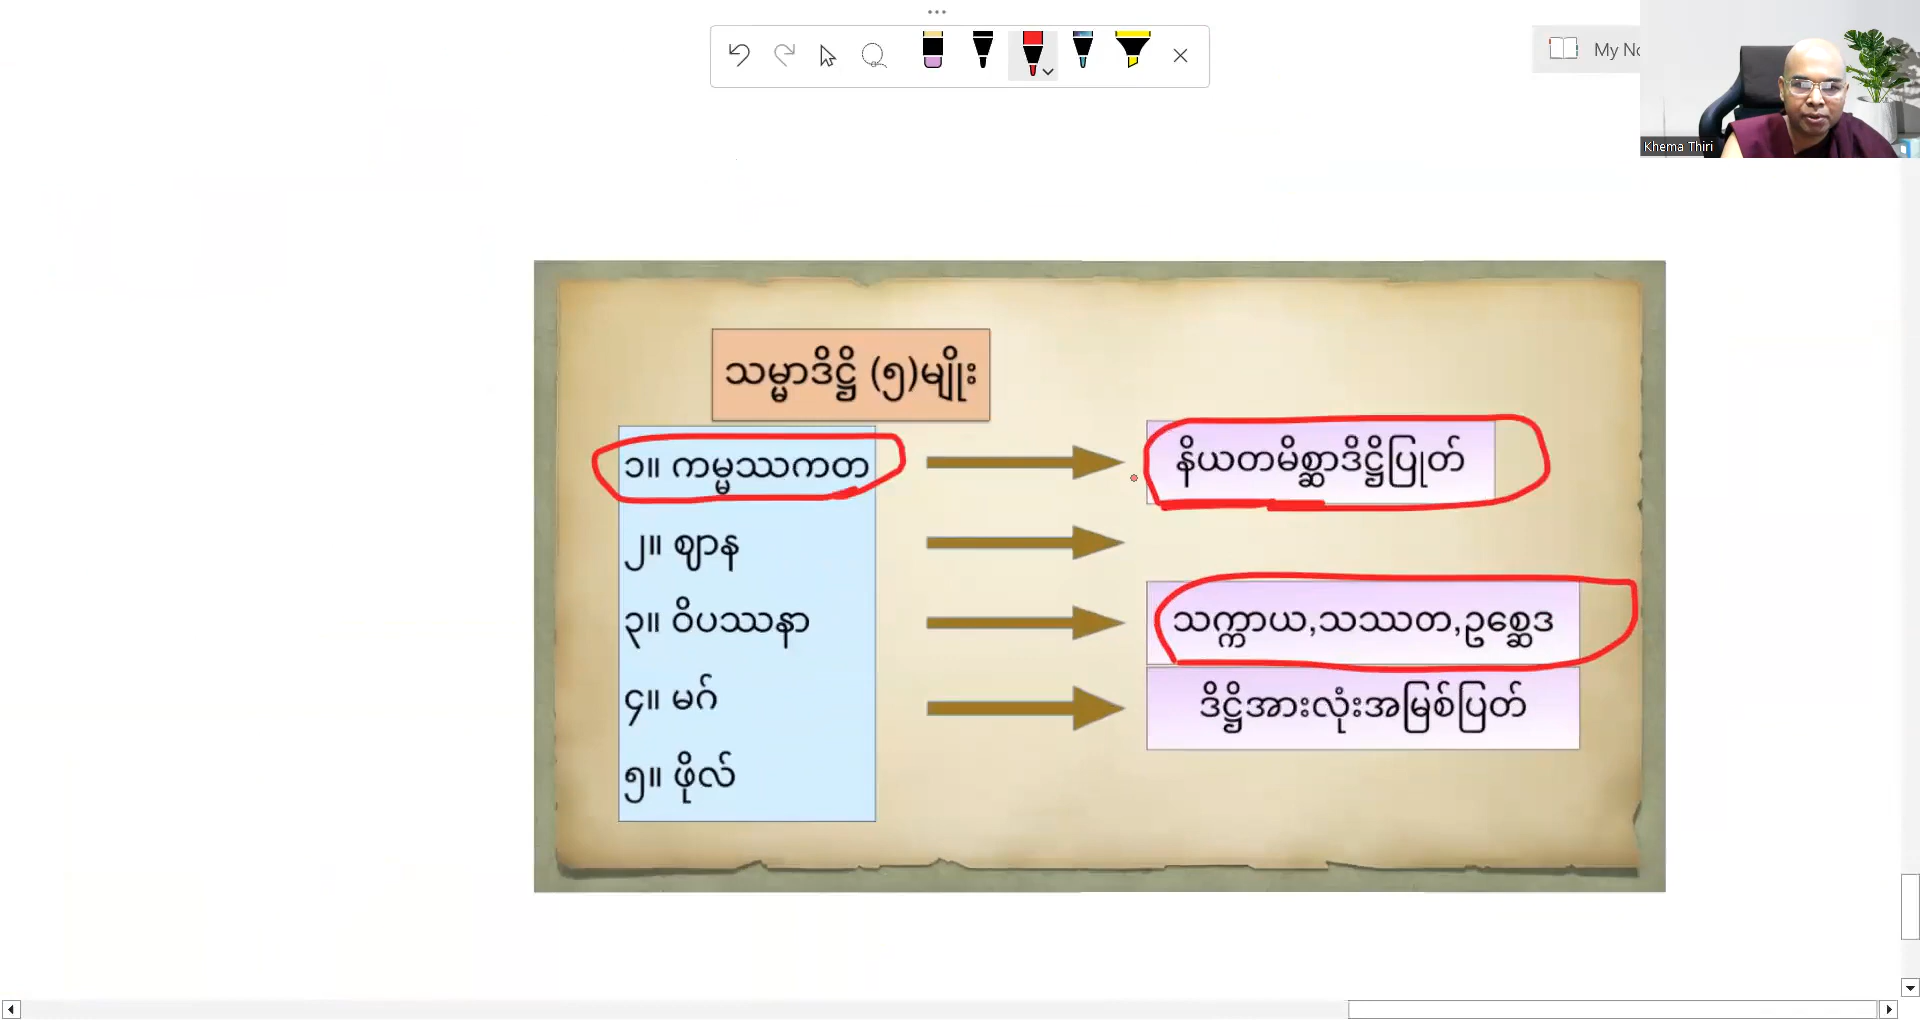 My No
Khema Thiri
သမ္မာဒိဋ္ဌိ (၅)မျိုး
၁။ ကမ္မဿကတ
နိယတမိစ္ဆာဒိဋ္ဌိပြုတ်
၂။ ဈာန
၃။ ဝိပဿနာ
သက္ကာယ,သဿတ,ဥစ္ဆေဒ
၄။ မဂ်
ဒိဋ္ဌိအားလုံးအမြစ်ပြတ်
၅။ ဖိုလ်